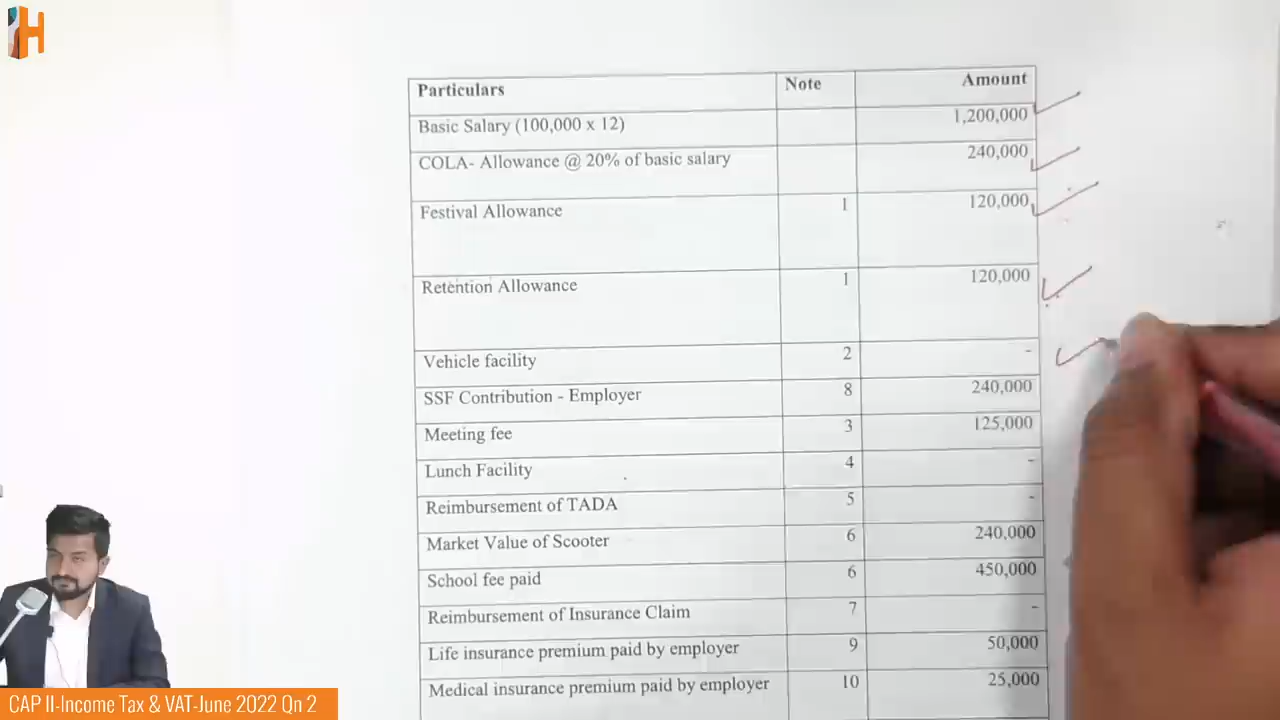 H
Particulars Note Amount
Basic Salary (100,000 x 12) 1,200,000
COLA- Allowance @ 20% of basic salary 240,000
Festival Allowance 1 120,000
Retention Allowance 1 120,000
Vehicle facility 2 -
SSF Contribution - Employer 8 240,000
Meeting fee 3 125,000
Lunch Facility 4 -
Reimbursement of TADA 5 -
Market Value of Scooter 6 240,000
School fee paid 6 450,000
Reimbursement of Insurance Claim 7 -
Life insurance premium paid by employer 9 50,000
Medical insurance premium paid by employer 10 25,000
CAP II-Income Tax & VAT-June 2022 Qn 2